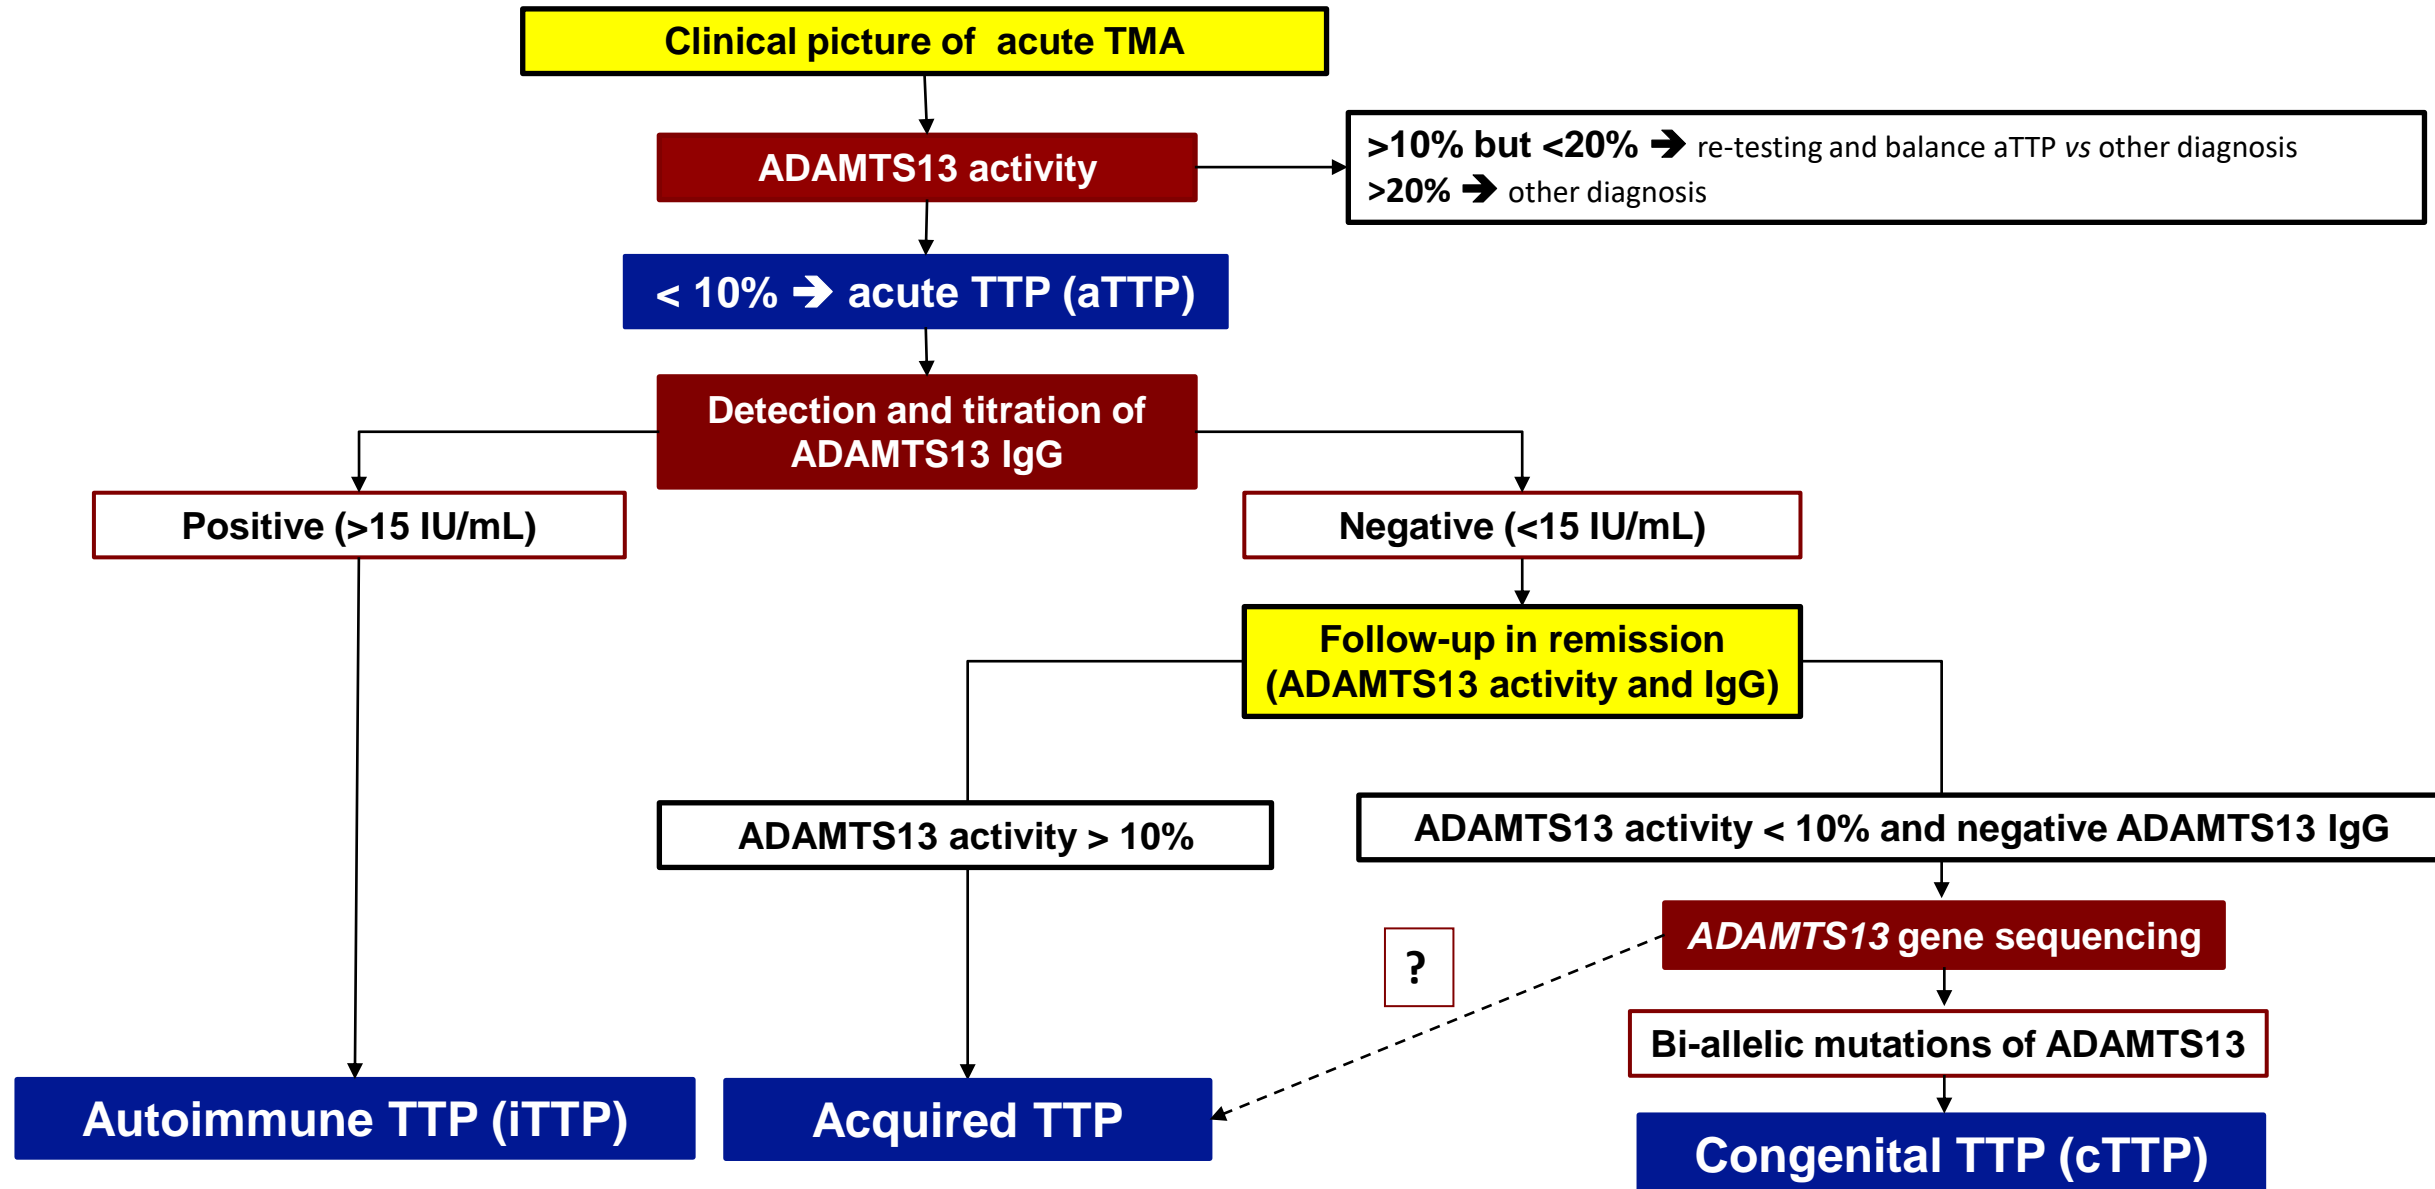 Clinical picture of acute TMA
ADAMTS13 activity
>10% but <20% ➔ re-testing and balance aTTP vs other diagnosis
>20% ➔ other diagnosis
< 10% ➔ acute TTP (aTTP)
Detection and titration of
ADAMTS13 IgG
Positive (>15 IU/mL)
Negative (<15 IU/mL)
Follow-up in remission
(ADAMTS13 activity and IgG)
ADAMTS13 activity > 10%
ADAMTS13 activity < 10% and negative ADAMTS13 IgG
ADAMTS13 gene sequencing
?
Bi-allelic mutations of ADAMTS13
Autoimmune TTP (iTTP)
Acquired TTP
Congenital TTP (cTTP)